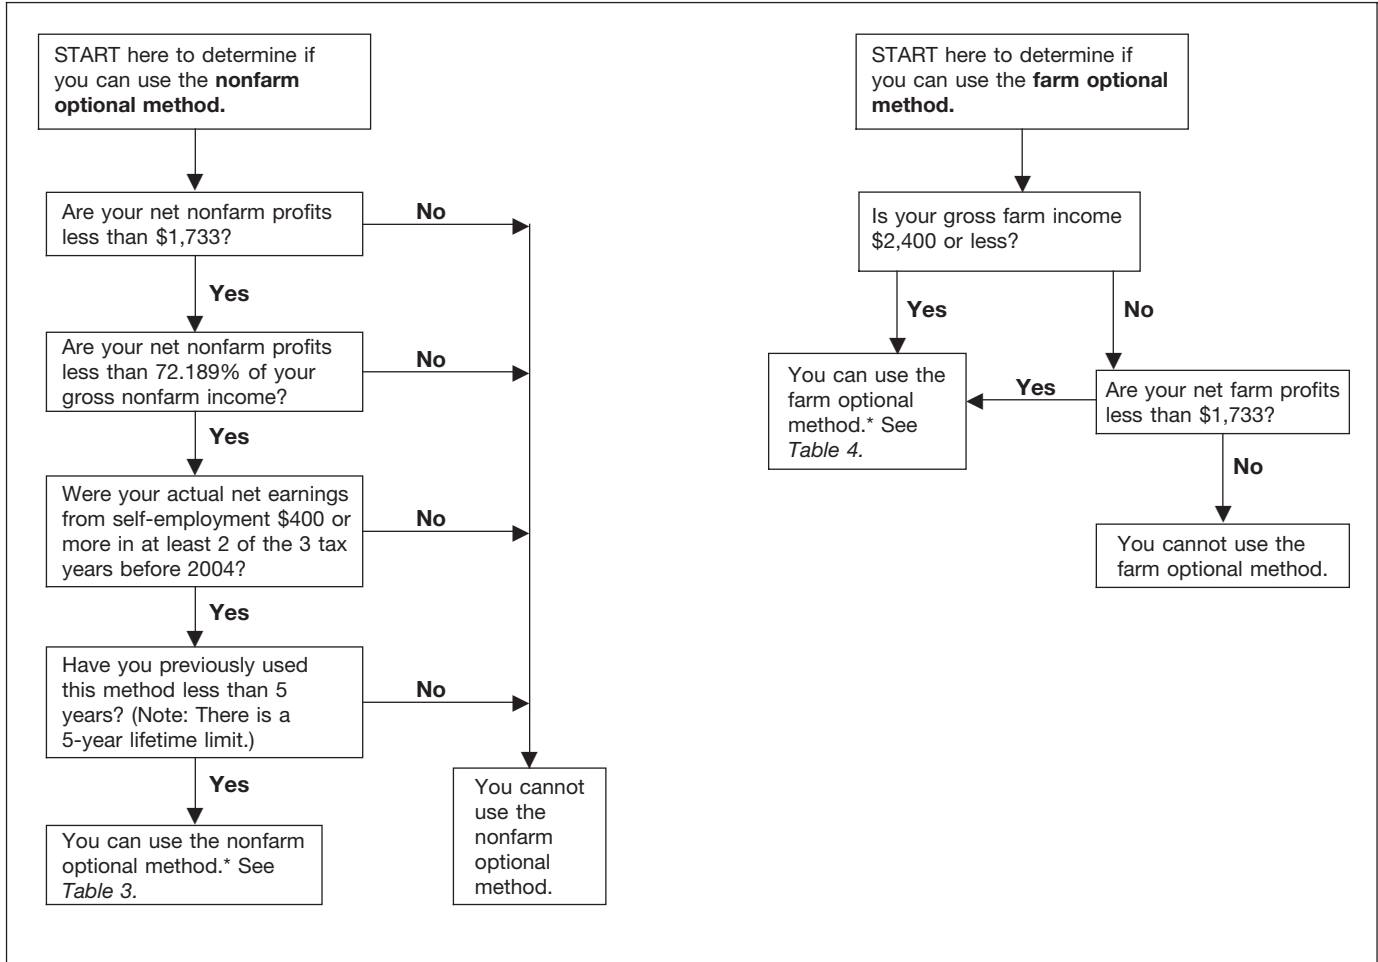 START here to determine if
you can use the nonfarm
optional method.
Are your net nonfarm profits
less than $1,733?
No
Yes
Are your net nonfarm profits
less than 72.189% of your
gross nonfarm income?
No
Yes
Were your actual net earnings
from self-employment $400 or
more in at least 2 of the 3 tax
years before 2004?
No
Yes
Have you previously used
this method less than 5
years? (Note: There is a
5-year lifetime limit.)
No
Yes
You can use the nonfarm
optional method.* See
Table 3.
You cannot
use the
nonfarm
optional
method.
START here to determine if
you can use the farm optional
method.
Is your gross farm income
$2,400 or less?
Yes
No
You can use the
farm optional
method.* See
Table 4.
Yes
Are your net farm profits
less than $1,733?
No
You cannot use the
farm optional method.